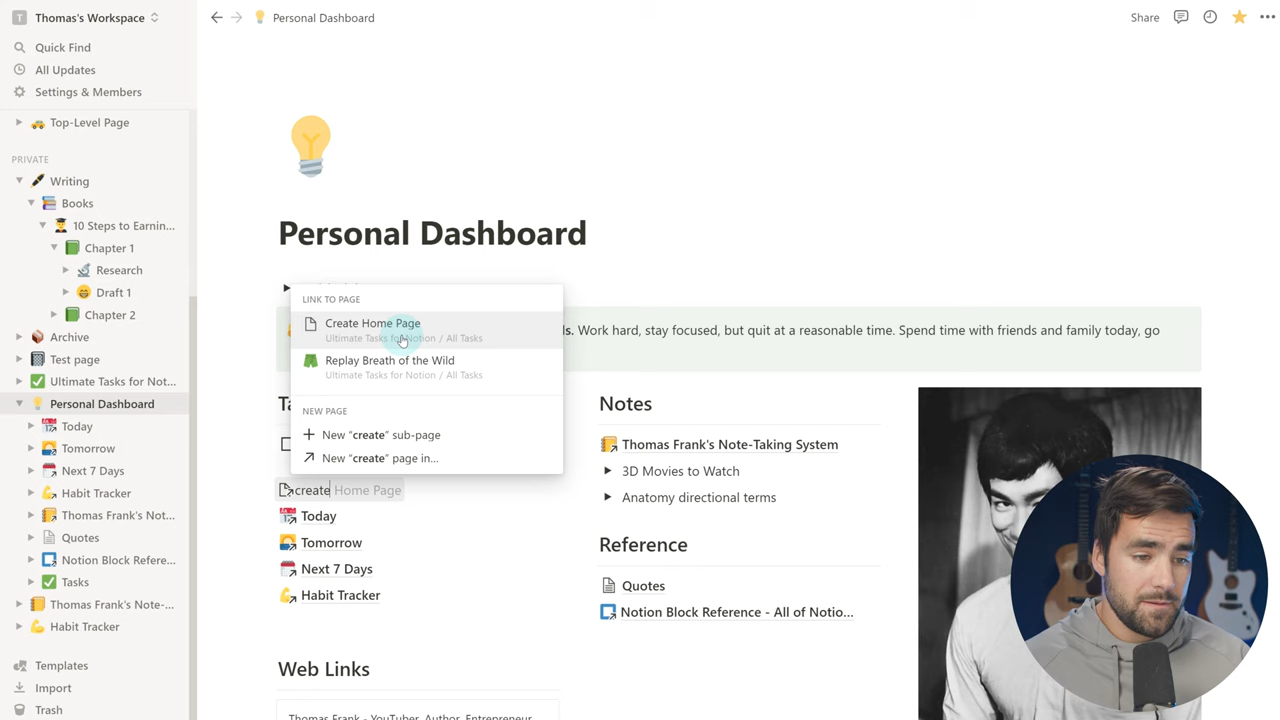 T Thomas's Workspace
Quick Find
All Updates
Settings & Members
Top-Level Page
PRIVATE
Writing
Books
10 Steps to Earnin...
Chapter 1
Research
Draft 1
Chapter 2
Archive
Test page
Ultimate Tasks for Not...
Personal Dashboard
Today
Tomorrow
Next 7 Days
Habit Tracker
Thomas Frank's Not...
Quotes
Notion Block Refere...
Tasks
Thomas Frank's Note-...
Habit Tracker
Templates
Import
Trash
Personal Dashboard
Share
Personal Dashboard
LINK TO PAGE
Create Home Page
Ultimate Tasks for Notion / All Tasks
Replay Breath of the Wild
Ultimate Tasks for Notion / All Tasks
NEW PAGE
New "create" sub-page
New "create" page in...
Work hard, stay focused, but quit at a reasonable time. Spend time with friends and family today, go
create Home Page
Today
Tomorrow
Next 7 Days
Habit Tracker
Web Links
Thomas Frank - YouTuber, Author, Entrepreneur
Notes
Thomas Frank's Note-Taking System
3D Movies to Watch
Anatomy directional terms
Reference
Quotes
Notion Block Reference - All of Notio...